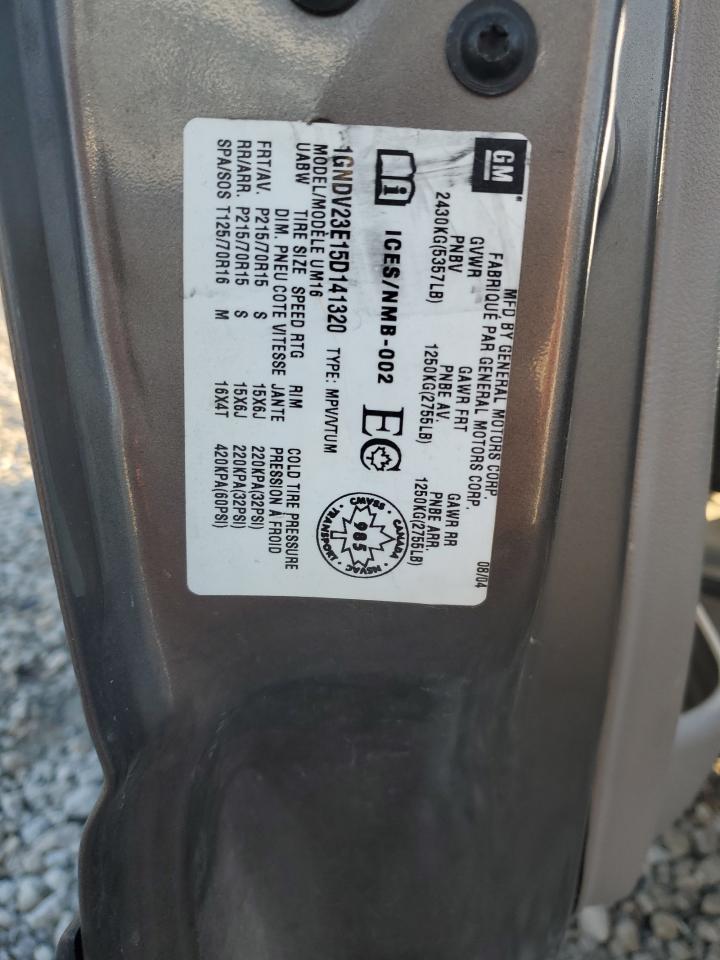 GM
MFD BY GENERAL MOTORS CORP. 08/04
FABRIQUÉ PAR GENERAL MOTORS CORP.
GVWR GAWR FRT GAWR RR
PNBV PNBE AV. PNBE ARR.
2430KG(5357LB) 1250KG(2755LB) 1250KG(2755LB)
i ICES/NMB-002 EC
CMVSS · CANADA · NSVAC · TRANSPORT ·
985
1GNDV23E15D141320 TYPE: MPV/VTUM
MODEL/MODÈLE UM16
UABW TIRE SIZE SPEED RTG RIM COLD TIRE PRESSURE
DIM. PNEU COTE VITESSE JANTE PRESSION À FROID
FRT/AV. P215/70R15 S 15X6J 220KPA(32PSI)
RR/ARR. P215/70R15 S 15X6J 220KPA(32PSI)
SPA/SOS T125/70R16 M 16X4T 420KPA(60PSI)